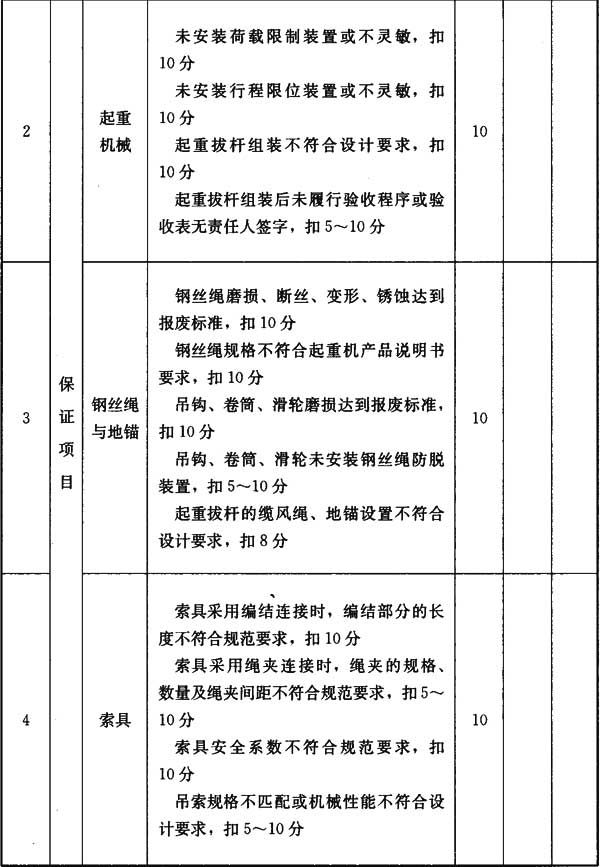 2
保
证
项
目
起重
机械
未安装荷载限制装置或不灵敏，扣
10分
未安装行程限位装置或不灵敏，扣
10分
起重拔杆组装不符合设计要求，扣
10分
起重拔杆组装后未履行验收程序或验
收表无责任人签字，扣5～10分
10
3
钢丝绳
与地锚
钢丝绳磨损、断丝、变形、锈蚀达到
报废标准，扣10分
钢丝绳规格不符合起重机产品说明书
要求，扣10分
吊钩、卷筒、滑轮磨损达到报废标准，
扣10分
吊钩、卷筒、滑轮未安装钢丝绳防脱
装置，扣5～10分
起重拔杆的缆风绳、地锚设置不符合
设计要求，扣8分
10
4
索具
索具采用编结连接时，编结部分的长
度不符合规范要求，扣10分
索具采用绳夹连接时，绳夹的规格、
数量及绳夹间距不符合规范要求，扣5～
10分
索具安全系数不符合规范要求，扣
10分
吊索规格不匹配或机械性能不符合设
计要求，扣5～10分
10